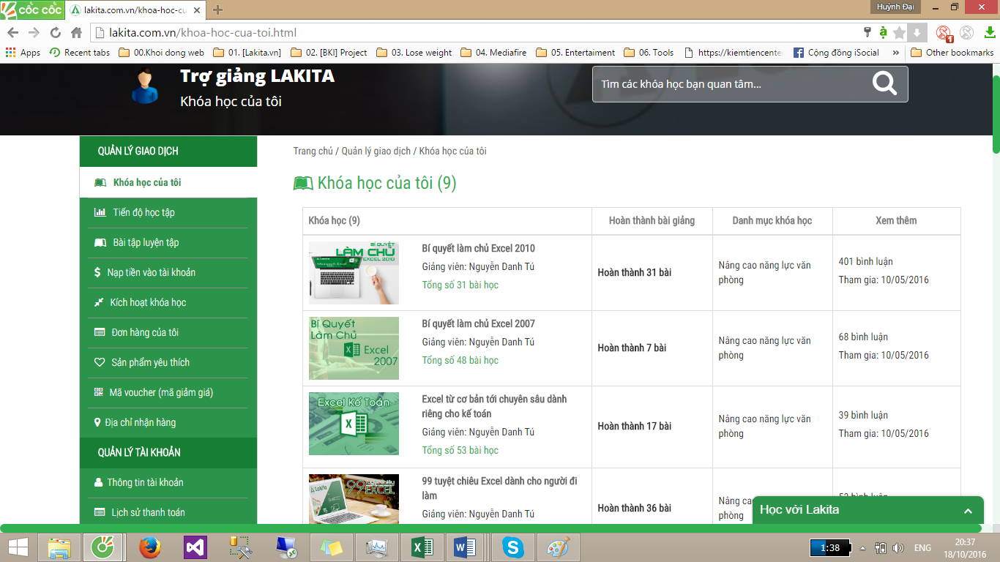 cốc cốc
lakita.com.vn/khoa-hoc-cu
Huỳnh Đại
lakita.com.vn/khoa-hoc-cua-toi.html
Apps
Recent tabs
00.Khoi dong web
01. [Lakita.vn]
02. [BKI] Project
03. Lose weight
04. Mediafire
05. Entertaiment
06. Tools
https://kiemtiencente
Cộng đồng iSocial
»
Other bookmarks
Trợ giảng LAKITA
Khóa học của tôi
Tìm các khóa học bạn quan tâm...
QUẢN LÝ GIAO DỊCH
Khóa học của tôi
Tiến độ học tập
Bài tập luyện tập
Nạp tiền vào tài khoản
Kích hoạt khóa học
Đơn hàng của tôi
Sản phẩm yêu thích
Mã voucher (mã giảm giá)
Địa chỉ nhận hàng
QUẢN LÝ TÀI KHOẢN
Thông tin tài khoản
Lịch sử thanh toán
Trang chủ / Quản lý giao dịch / Khóa học của tôi
Khóa học của tôi (9)
Khóa học (9)
Hoàn thành bài giảng
Danh mục khóa học
Xem thêm
BÍ QUYẾT
LÀM CHỦ
EXCEL 2010
Bí quyết làm chủ Excel 2010
Giảng viên: Nguyễn Danh Tú
Tổng số 31 bài học
Hoàn thành 31 bài
Nâng cao năng lực văn
phòng
401 bình luận
Tham gia: 10/05/2016
Bí Quyết
Làm Chủ
Excel
2007
Bí quyết làm chủ Excel 2007
Giảng viên: Nguyễn Danh Tú
Tổng số 48 bài học
Hoàn thành 7 bài
Nâng cao năng lực văn
phòng
68 bình luận
Tham gia: 10/05/2016
Excel Kế Toán
Excel từ cơ bản tới chuyên sâu dành
riêng cho kế toán
Giảng viên: Nguyễn Danh Tú
Tổng số 53 bài học
Hoàn thành 17 bài
Nâng cao năng lực văn
phòng
39 bình luận
Tham gia: 10/05/2016
Lakita
99
EXCEL
99 tuyệt chiêu Excel dành cho người đi
làm
Giảng viên: Nguyễn Danh Tú
Hoàn thành 36 bài
Nâng ca
phòng
Học với Lakita
1:38
ENG
20:37
18/10/2016